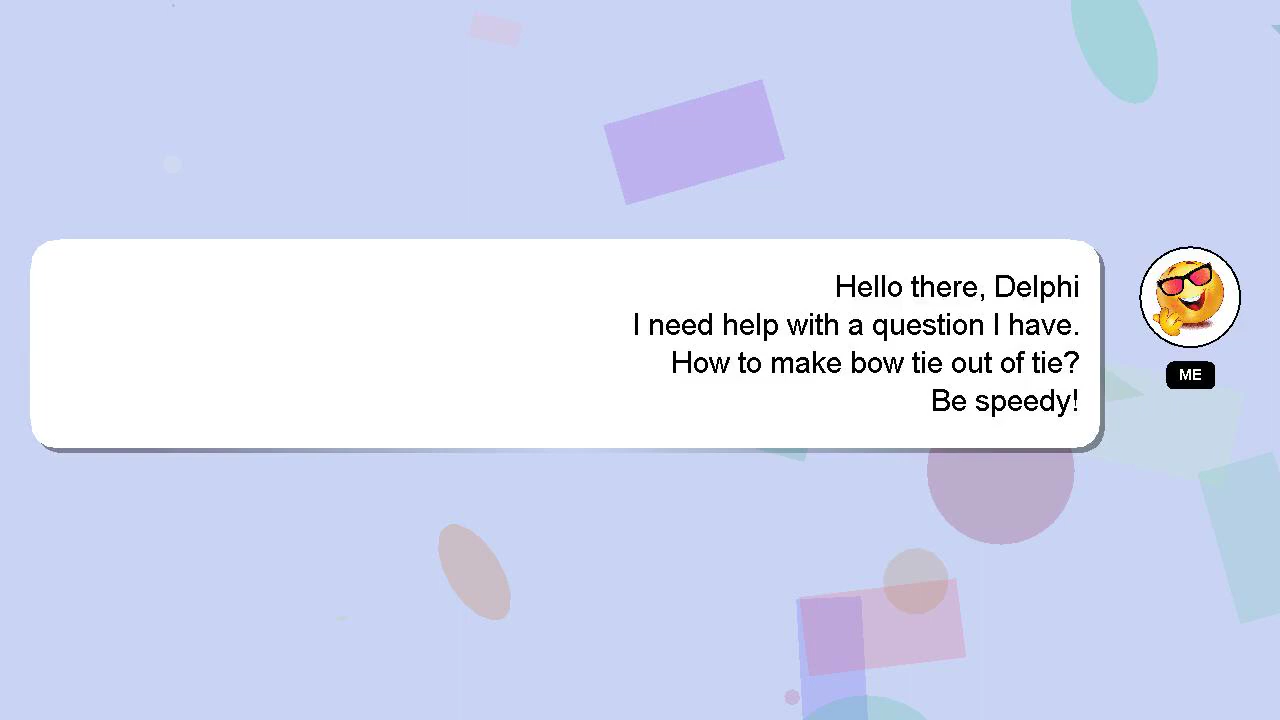 Hello there, Delphi
I need help with a question I have.
How to make bow tie out of tie?
Be speedy!
ME